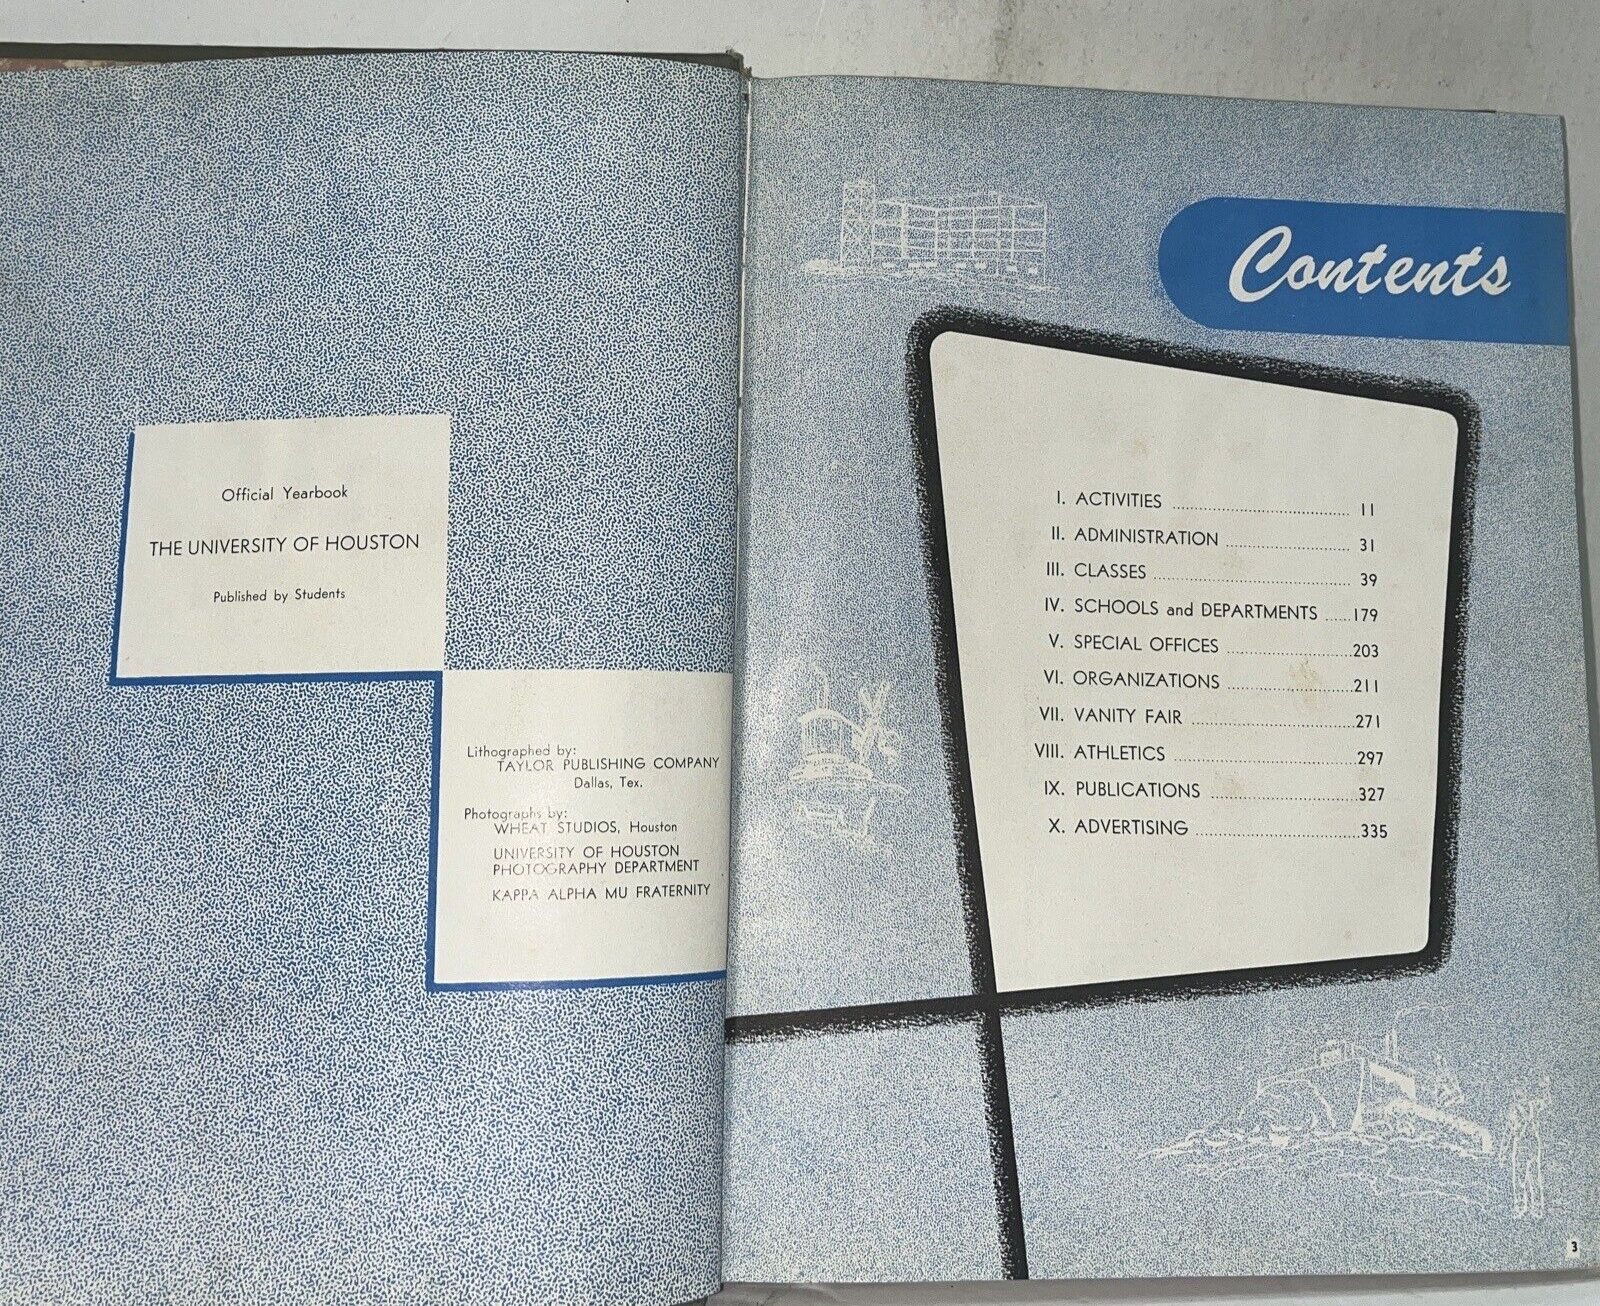 Official Yearbook
THE UNIVERSITY OF HOUSTON
Published by Students
Lithographed by:
TAYLOR PUBLISHING COMPANY
Dallas, Tex.
Photographs by:
WHEAT STUDIOS, Houston
UNIVERSITY OF HOUSTON
PHOTOGRAPHY DEPARTMENT
KAPPA ALPHA MU FRATERNITY
Contents
I. ACTIVITIES ........ 11
II. ADMINISTRATION ........ 31
III. CLASSES ........ 39
IV. SCHOOLS and DEPARTMENTS ...... 179
V. SPECIAL OFFICES ........ 203
VI. ORGANIZATIONS ........ 211
VII. VANITY FAIR ........ 271
VIII. ATHLETICS ........ 297
IX. PUBLICATIONS ........ 327
X. ADVERTISING ........ 335
3